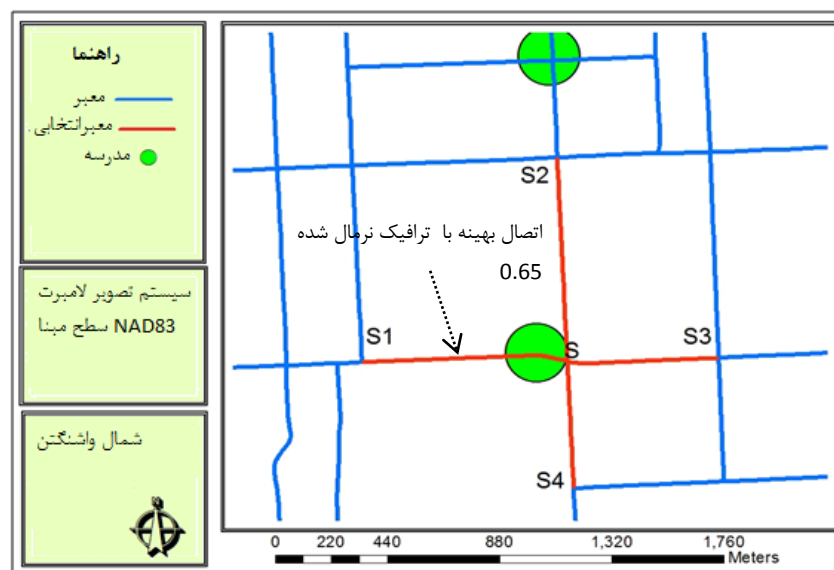 راهنما
معبر
معبرانتخابی.
مدرسه
سیستم تصویر لامبرت
سطح مبنا NAD83
شمال واشنگتن
S2
اتصال بهینه با ترافیک نرمال شده
0.65
S1
S
S3
S4
0 220 440 880 1,320 1,760
Meters